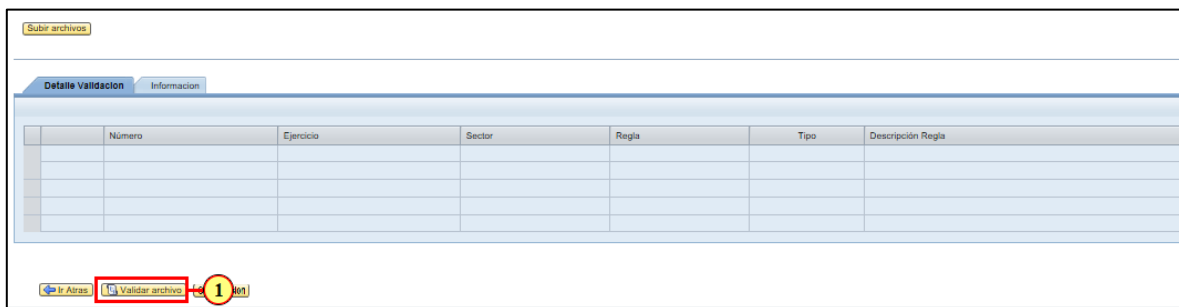 Subir archivos
Detalle Validacion Informacion
Número Ejercicio Sector Regla Tipo Descripción Regla
Ir Atras Validar archivo 1